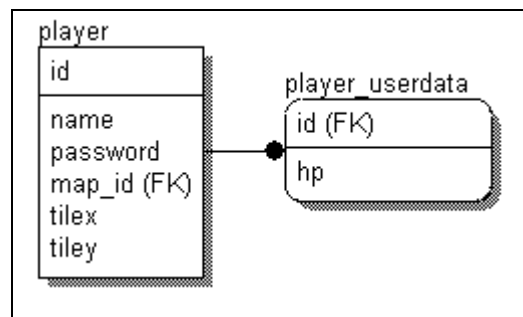 player
id
name
password
map_id (FK)
tilex
tiley
player_userdata
id (FK)
hp